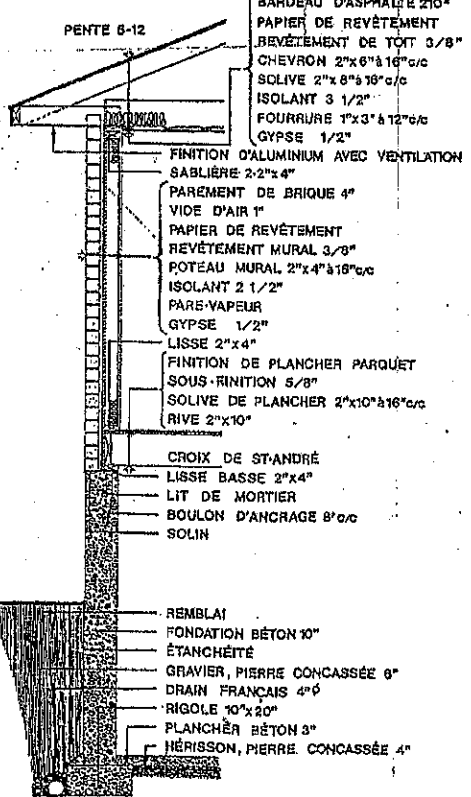 BARDEAU D'ASPHALTE 210#
PENTE 6-12
PAPIER DE REVÊTEMENT
REVÊTEMENT DE TOIT 3/8"
CHEVRON 2"x6"à16"c/c
SOLIVE 2"x8"à16"c/c
ISOLANT 3 1/2"
FOURRURE 1"x3"à12"c/c
GYPSE 1/2"
FINITION D'ALUMINIUM AVEC VENTILATION
SABLIÈRE 2-2"x4"
PAREMENT DE BRIQUE 4"
VIDE D'AIR 1"
PAPIER DE REVÊTEMENT
REVÊTEMENT MURAL 3/8"
POTEAU MURAL 2"x4"à16"c/c
ISOLANT 2 1/2"
PARE-VAPEUR
GYPSE 1/2"
LISSE 2"x4"
FINITION DE PLANCHER PARQUET
SOUS-FINITION 5/8"
SOLIVE DE PLANCHER 2"x10"à16"c/c
RIVE 2"x10"
CROIX DE ST-ANDRÉ
LISSE BASSE 2"x4"
LIT DE MORTIER
BOULON D'ANCRAGE 8'c/c
SOLIN
REMBLAI
FONDATION BÉTON 10"
ÉTANCHÉITÉ
GRAVIER, PIERRE CONCASSÉE 6"
DRAIN FRANÇAIS 4"ø
RIGOLE 10"x20"
PLANCHER BÉTON 3"
HÉRISSON, PIERRE CONCASSÉE 4"